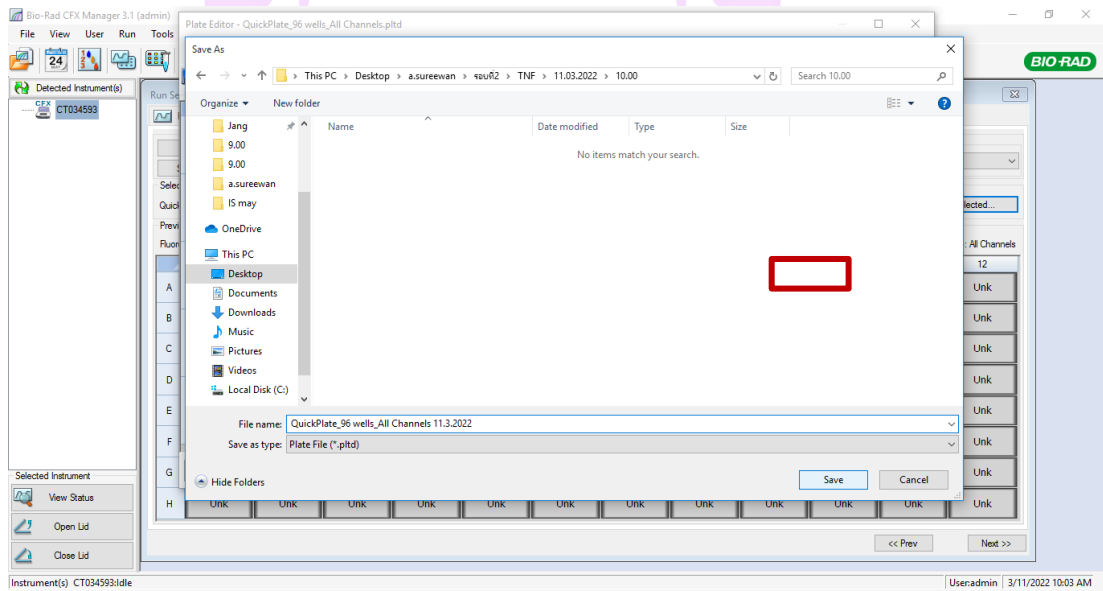 Bio-Rad CFX Manager 3.1 (admin)
File View User Run Tools
24
BIO-RAD
Detected Instrument(s)
CFX CT034593
Plate Editor - QuickPlate_96 wells_All Channels.pltd
Run Se
Save As
This PC > Desktop > a.sureewan > รอบที่2 > TNF > 11.03.2022 > 10.00
Search 10.00
Organize New folder
Jang
9.00
9.00
a.sureewan
IS may
OneDrive
This PC
Desktop
Documents
Downloads
Music
Pictures
Videos
Local Disk (C:)
Name Date modified Type Size
No items match your search.
File name: QuickPlate_96 wells_All Channels 11.3.2022
Save as type: Plate File (*.pltd)
Hide Folders
Save Cancel
Selec
Quick
lected...
Previ
Fluor
: All Channels
12
A Unk
B Unk
C Unk
D Unk
E Unk
F Unk
G Unk
H Unk Unk Unk Unk Unk Unk Unk Unk Unk Unk Unk Unk
<< Prev Next >>
Selected Instrument
View Status
Open Lid
Close Lid
Instrument(s) CT034593:Idle
User:admin 3/11/2022 10:03 AM